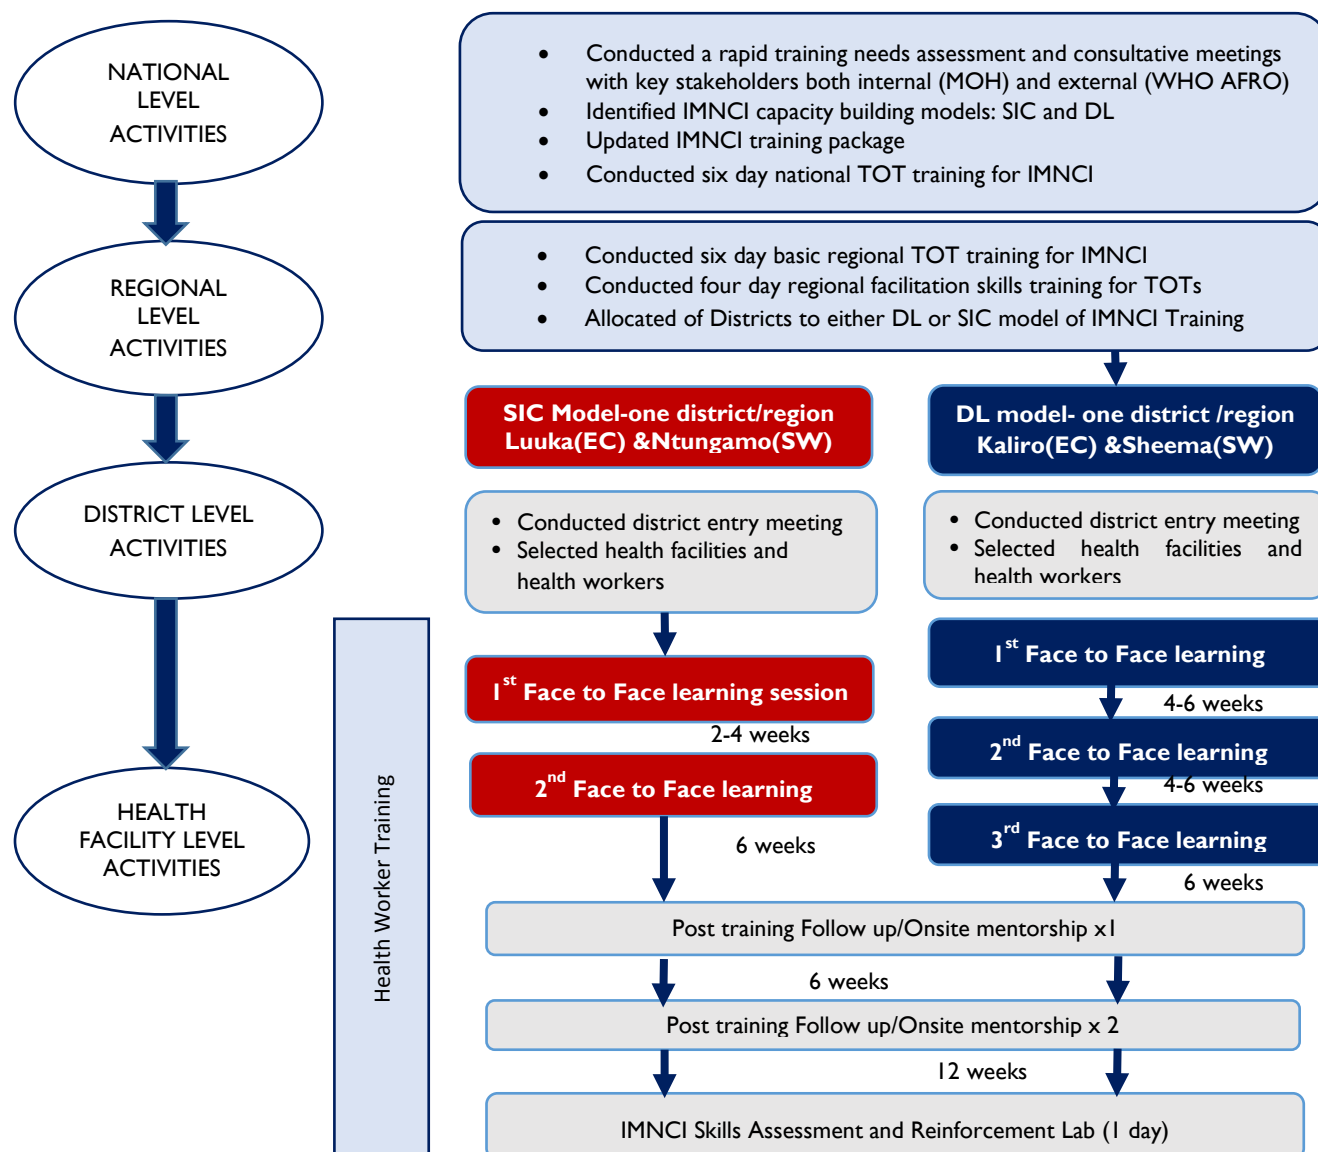 NATIONAL
LEVEL
ACTIVITIES
• Conducted a rapid training needs assessment and consultative meetings
with key stakeholders both internal (MOH) and external (WHO AFRO)
• Identified IMNCI capacity building models: SIC and DL
• Updated IMNCI training package
• Conducted six day national TOT training for IMNCI
REGIONAL
LEVEL
ACTIVITIES
• Conducted six day basic regional TOT training for IMNCI
• Conducted four day regional facilitation skills training for TOTs
• Allocated of Districts to either DL or SIC model of IMNCI Training
SIC Model-one district/region
Luuka(EC) &Ntungamo(SW)
DL model- one district /region
Kaliro(EC) &Sheema(SW)
DISTRICT LEVEL
ACTIVITIES
• Conducted district entry meeting
• Selected health facilities and
health workers
• Conducted district entry meeting
• Selected health facilities and
health workers
HEALTH
FACILITY LEVEL
ACTIVITIES
Health Worker Training
1st Face to Face learning session
2-4 weeks
2nd Face to Face learning
6 weeks
1st Face to Face learning
4-6 weeks
2nd Face to Face learning
4-6 weeks
3rd Face to Face learning
6 weeks
Post training Follow up/Onsite mentorship x1
6 weeks
Post training Follow up/Onsite mentorship x 2
12 weeks
IMNCI Skills Assessment and Reinforcement Lab (1 day)